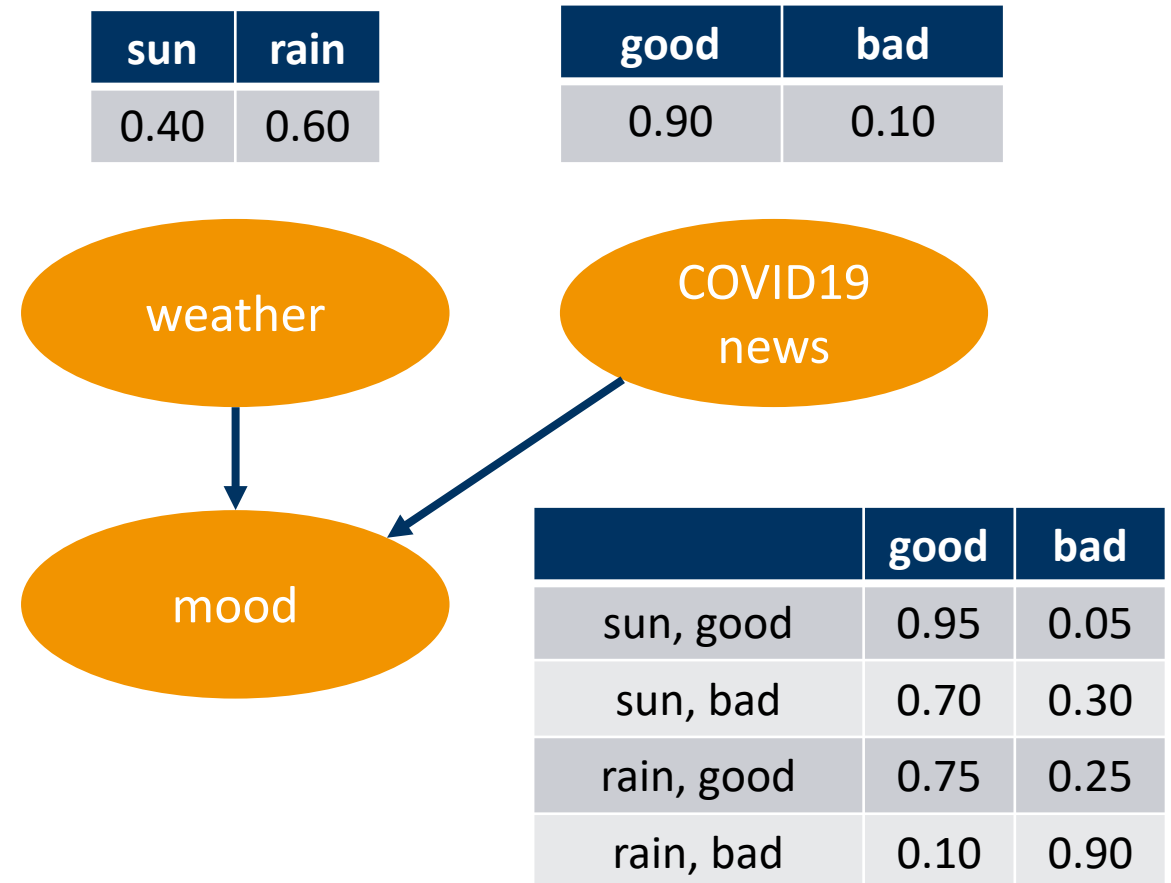 sun rain
0.40 0.60
good bad
0.90 0.10
weather
COVID19
news
mood
good bad
sun, good 0.95 0.05
sun, bad 0.70 0.30
rain, good 0.75 0.25
rain, bad 0.10 0.90